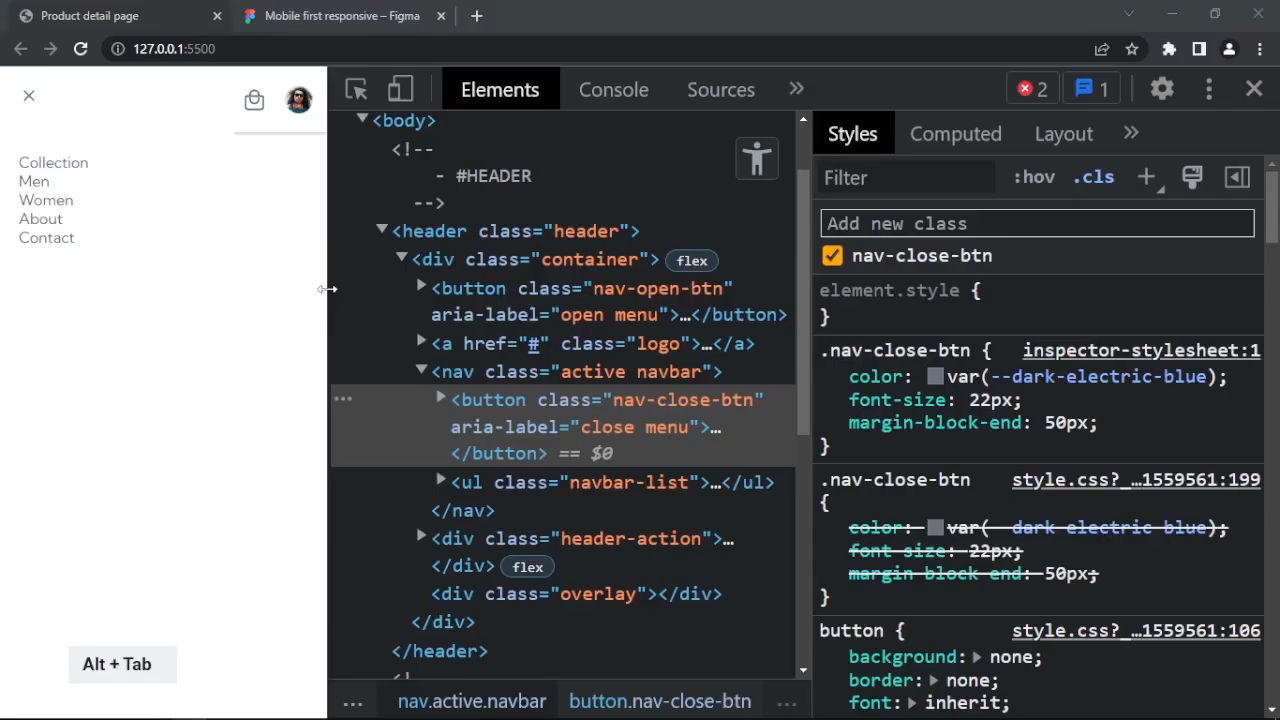 Product detail page
Mobile first responsive – Figma
127.0.0.1:5500
Collection
Men
Women
About
Contact
Alt + Tab
Elements
Console
Sources
2
1
<body>
<!--
- #HEADER
-->
<header class="header">
<div class="container"> flex
<button class="nav-open-btn"
aria-label="open menu">…</button>
<a href="#" class="logo">…</a>
<nav class="active navbar">
<button class="nav-close-btn"
aria-label="close menu">…
</button> == $0
<ul class="navbar-list">…</ul>
</nav>
<div class="header-action">…
</div> flex
<div class="overlay"></div>
</div>
</header>
... nav.active.navbar button.nav-close-btn ...
Styles
Computed
Layout
Filter
:hov .cls
Add new class
nav-close-btn
element.style {
}
.nav-close-btn { inspector-stylesheet:1
color: var(--dark-electric-blue);
font-size: 22px;
margin-block-end: 50px;
}
.nav-close-btn style.css?_…1559561:199
{
color: var(--dark-electric-blue);
font-size: 22px;
margin-block-end: 50px;
}
button { style.css?_…1559561:106
background: none;
border: none;
font: inherit;